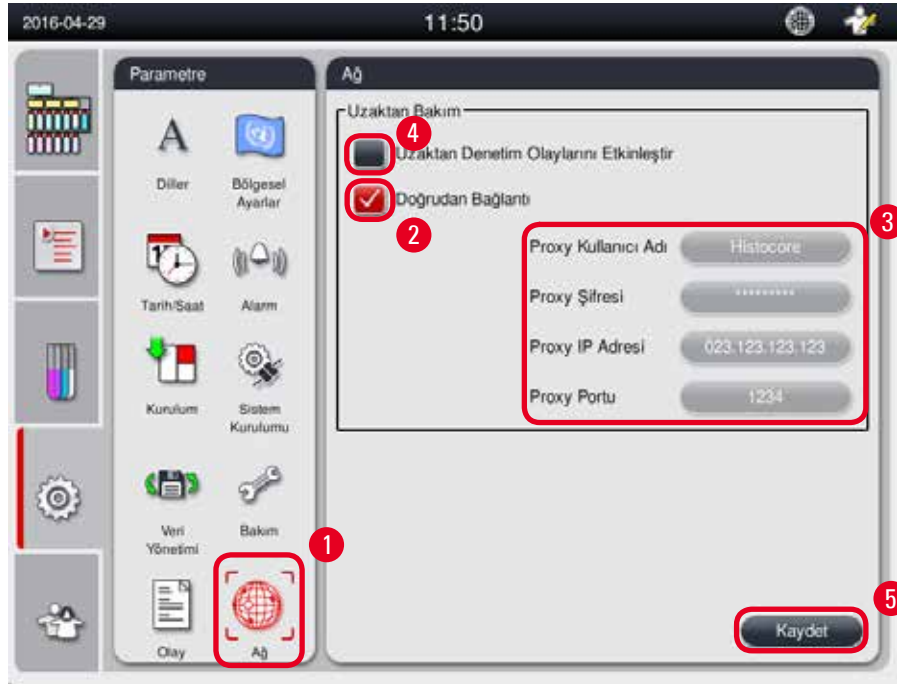 2016-04-29
11:50
Parametre
Diller
Bölgesel
Ayarlar
17
Tarih/Saat
Alarm
Kurulum
Sistem
Kurulumu
Veri
Yönetimi
Bakım
Olay
Ağ
1
Ağ
Uzaktan Bakım
4
Uzaktan Denetim Olaylarını Etkinleştir
Doğrudan Bağlantı
2
3
Proxy Kullanıcı Adı
Histocore
Proxy Şifresi
*********
Proxy IP Adresi
023.123.123.123
Proxy Portu
1234
5
Kaydet